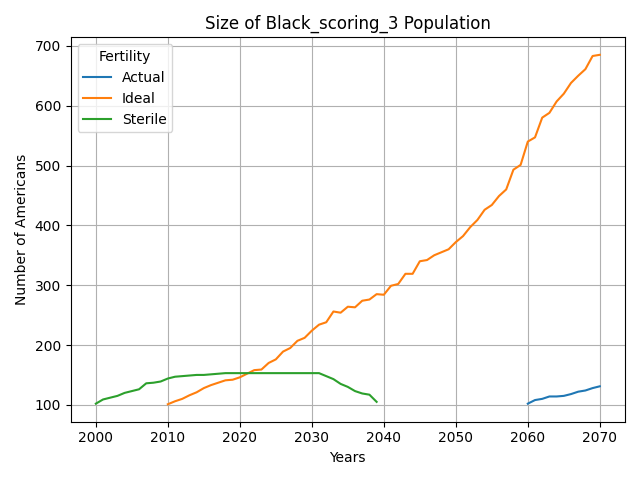 Size of Black_scoring_3 Population
Number of Americans
700
600
500
400
300
200
100
Fertility
Actual
Ideal
Sterile
2000 2010 2020 2030 2040 2050 2060 2070
Years